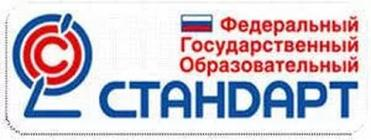 Федеральный
Государственный
Образовательный
СТАНДАРТ